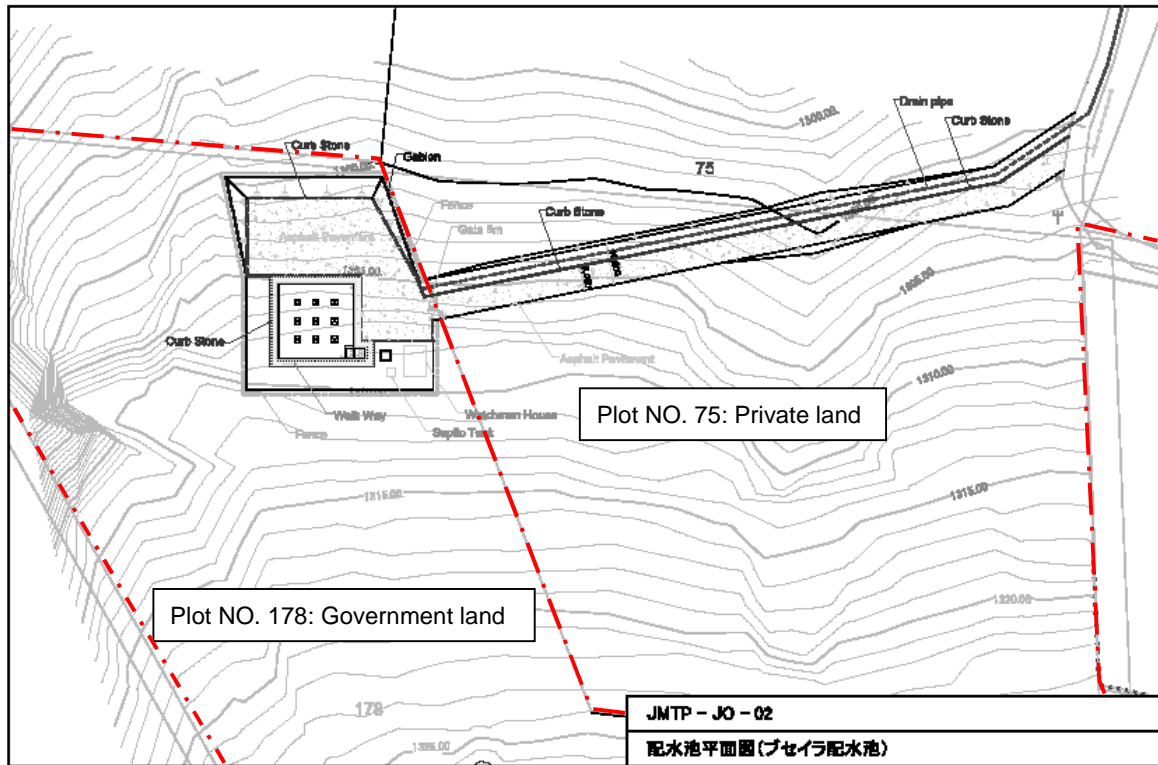 Drain pipe
1300.00
Curb Stone
Curb Stone
Gabion
75
Fence
Curb Stone
Gate 5m
Asphalt Pavement
1305.00
1305.00
Curb Stone
Asphalt Pavement
1310.00
Walk Way
Watchman House
Fence
Septic Tank
Plot NO. 75: Private land
1315.00
1315.00
1320.00
Plot NO. 178: Government land
178
JMTP - JO - 02
配水池平面図(ブセイラ配水池)